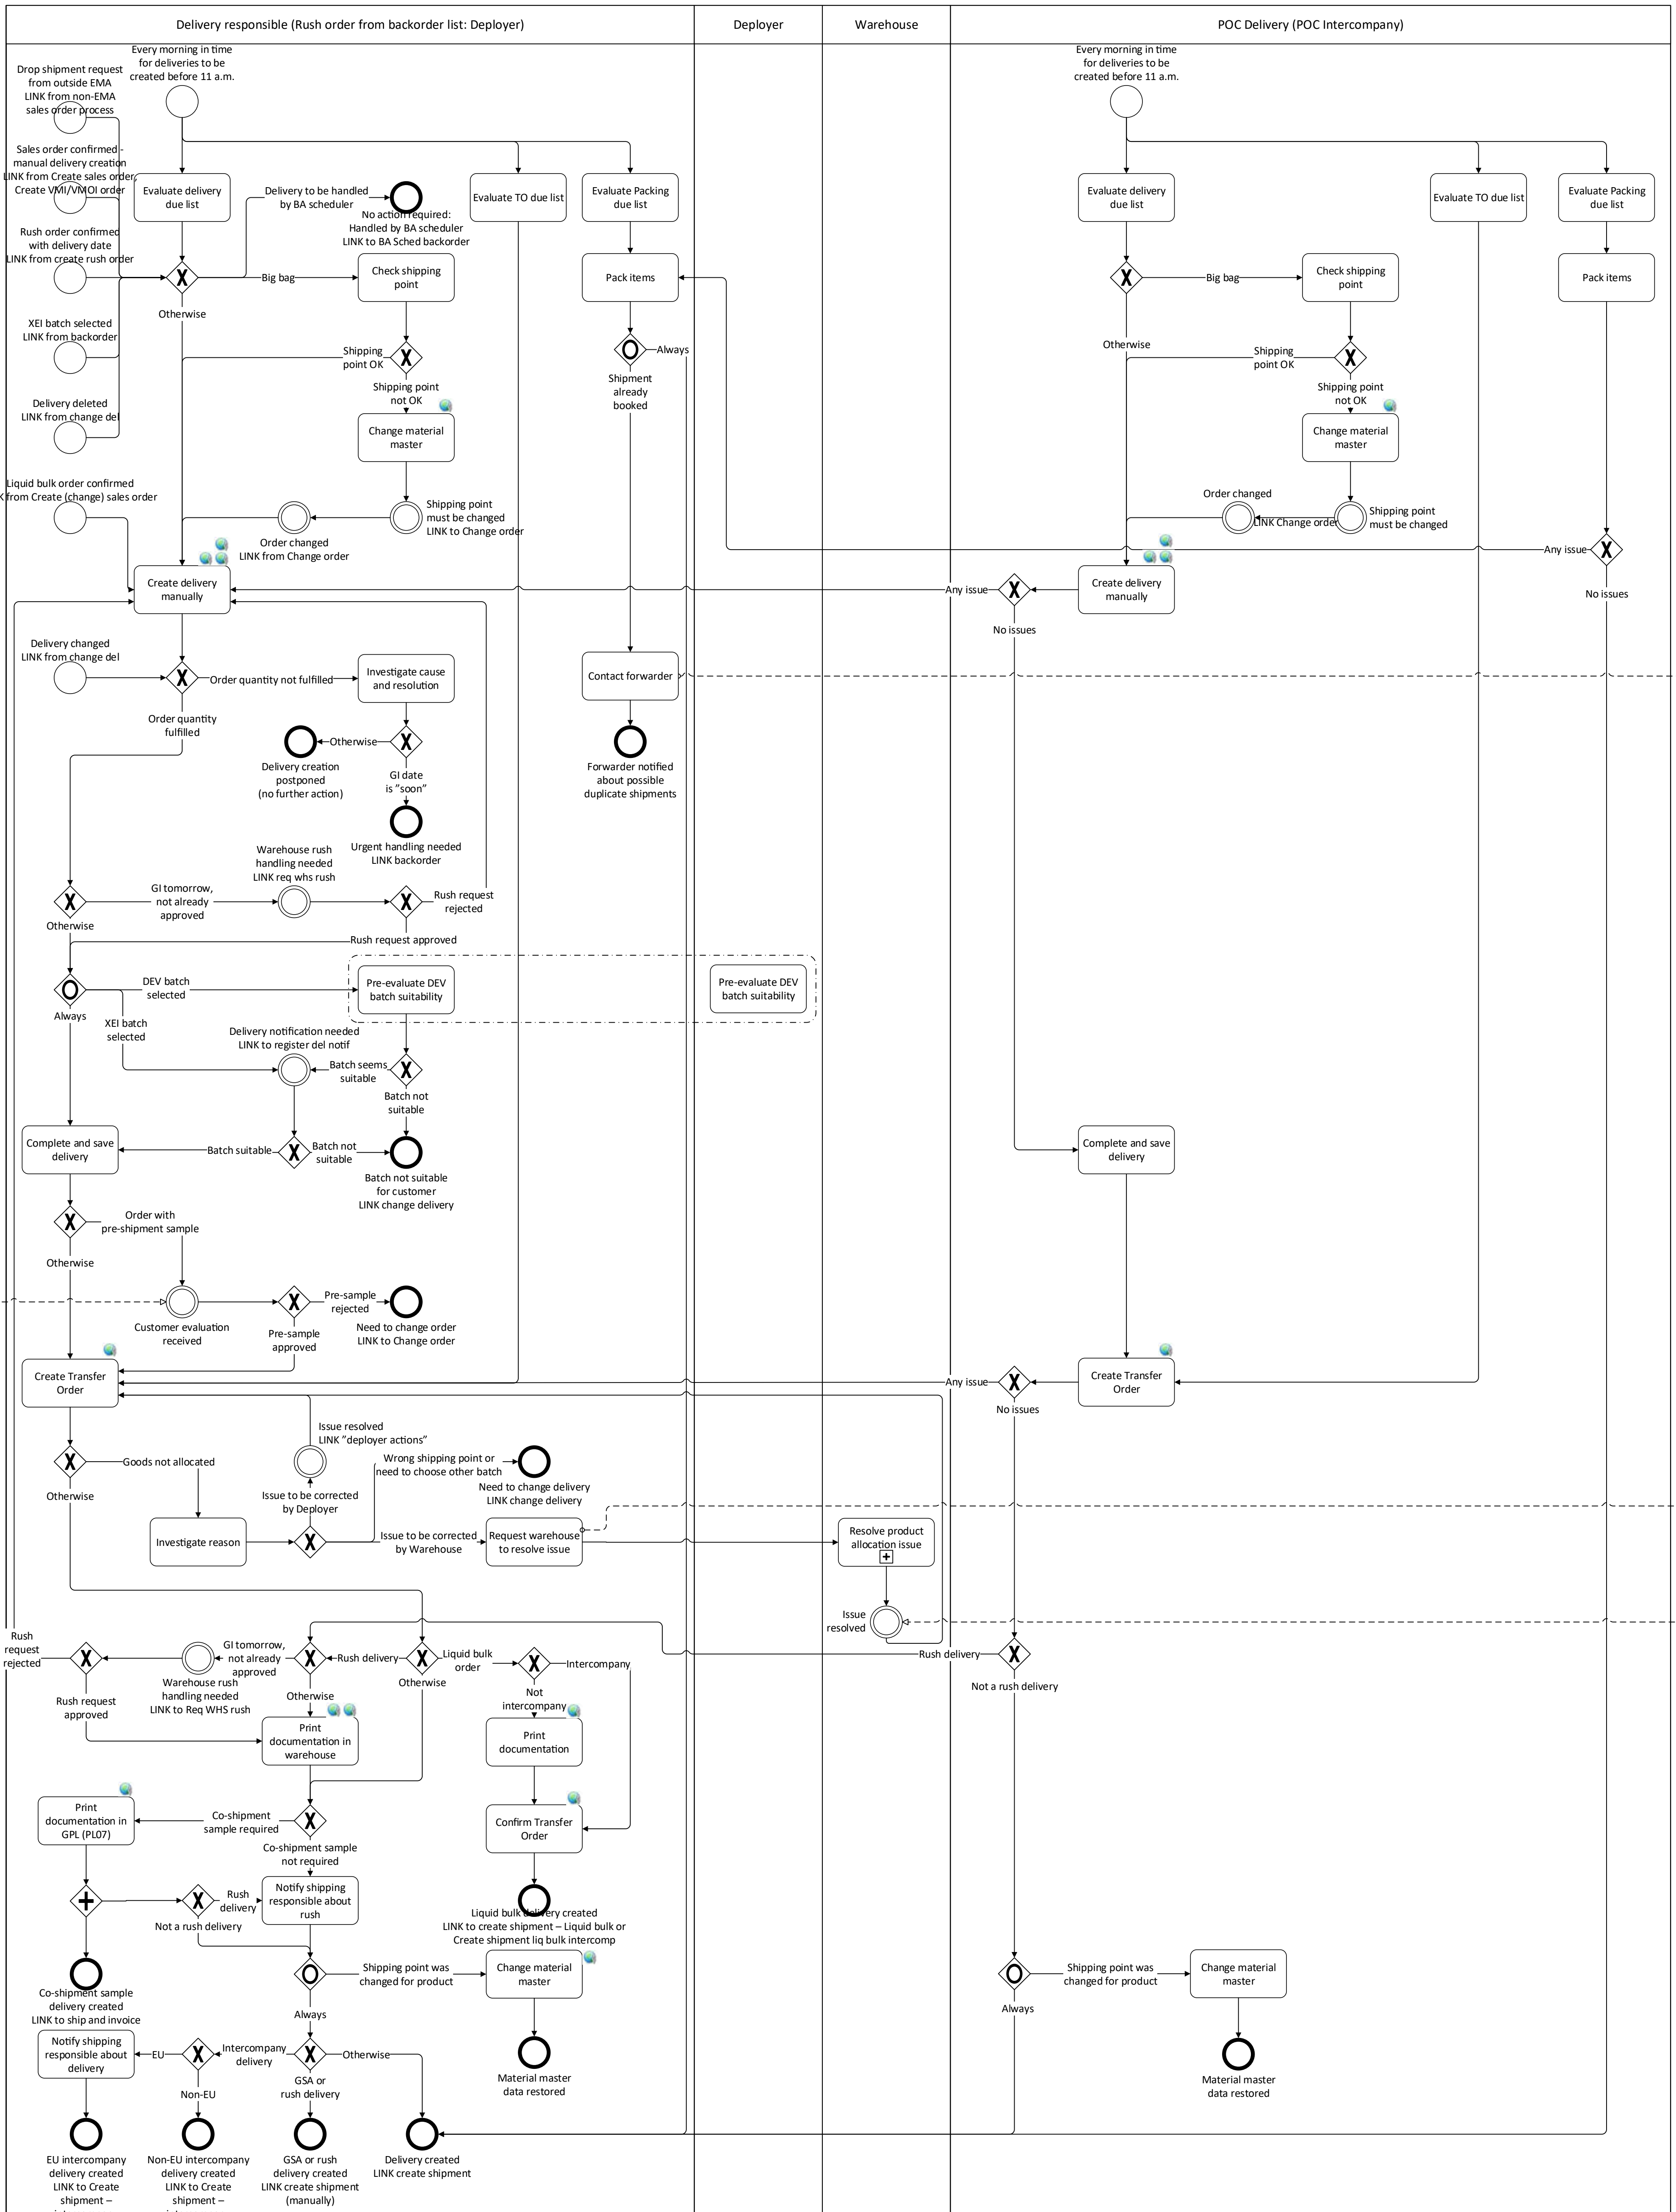 Delivery responsible (Rush order from backorder list: Deployer)
Deployer
Warehouse
POC Delivery (POC Intercompany)
Every morning in time
for deliveries to be
created before 11 a.m.
Every morning in time
for deliveries to be
created before 11 a.m.
Drop shipment request
from outside EMA
LINK from non-EMA
sales order process
Sales order confirmed -
manual delivery creation
LINK from Create sales order,
Create VMI/VMOI order
Evaluate delivery
due list
Delivery to be handled
by BA scheduler
No action required:
Handled by BA scheduler
LINK to BA Sched backorder
Evaluate TO due list
Evaluate Packing
due list
Evaluate delivery
due list
Evaluate TO due list
Evaluate Packing
due list
Rush order confirmed
with delivery date
LINK from create rush order
Big bag
Check shipping
point
Pack items
Big bag
Check shipping
point
Pack items
Otherwise
XEI batch selected
LINK from backorder
Shipping
point OK
Always
Otherwise
Shipping
point OK
Shipping point
not OK
Shipment
already
booked
Shipping point
not OK
Delivery deleted
LINK from change del
Change material
master
Change material
master
Liquid bulk order confirmed
K from Create (change) sales order
Shipping point
must be changed
LINK to Change order
Order changed
LINK from Change order
Order changed
LINK Change order
Shipping point
must be changed
Any issue
Create delivery
manually
Any issue
Create delivery
manually
No issues
No issues
Delivery changed
LINK from change del
Order quantity not fulfilled
Investigate cause
and resolution
Contact forwarder
Order quantity
fulfilled
Otherwise
Delivery creation
postponed
(no further action)
GI date
is "soon"
Forwarder notified
about possible
duplicate shipments
Urgent handling needed
LINK backorder
Warehouse rush
handling needed
LINK req whs rush
GI tomorrow,
not already
approved
Rush request
rejected
Otherwise
Rush request approved
DEV batch
selected
Pre-evaluate DEV
batch suitability
Pre-evaluate DEV
batch suitability
Always
XEI batch
selected
Delivery notification needed
LINK to register del notif
Batch seems
suitable
Batch not
suitable
Complete and save
delivery
Batch suitable
Batch not
suitable
Complete and save
delivery
Batch not suitable
for customer
LINK change delivery
Order with
pre-shipment sample
Otherwise
Pre-sample
rejected
Customer evaluation
received
Pre-sample
approved
Need to change order
LINK to Change order
Create Transfer
Order
Any issue
Create Transfer
Order
No issues
Issue resolved
LINK "deployer actions"
Goods not allocated
Wrong shipping point or
need to choose other batch
Otherwise
Issue to be corrected
by Deployer
Need to change delivery
LINK change delivery
Investigate reason
Issue to be corrected
by Warehouse
Request warehouse
to resolve issue
Resolve product
allocation issue
Issue
resolved
Rush
request
rejected
GI tomorrow,
not already
approved
Rush delivery
Liquid bulk
order
Intercompany
Rush delivery
Warehouse rush
handling needed
LINK to Req WHS rush
Otherwise
Otherwise
Not
intercompany
Not a rush delivery
Rush request
approved
Print
documentation in
warehouse
Print
documentation
Print
documentation in
GPL (PL07)
Co-shipment
sample required
Confirm Transfer
Order
Co-shipment sample
not required
Rush
delivery
Notify shipping
responsible about
rush
Not a rush delivery
Liquid bulk delivery created
LINK to create shipment – Liquid bulk or
Create shipment liq bulk intercomp
Shipping point was
changed for product
Change material
master
Shipping point was
changed for product
Change material
master
Co-shipment sample
delivery created
LINK to ship and invoice
Always
Always
Notify shipping
responsible about
delivery
EU
Intercompany
delivery
Otherwise
Non-EU
GSA or
rush delivery
Material master
data restored
Material master
data restored
EU intercompany
delivery created
LINK to Create
shipment –
Non-EU intercompany
delivery created
LINK to Create
shipment –
GSA or rush
delivery created
LINK create shipment
(manually)
Delivery created
LINK create shipment